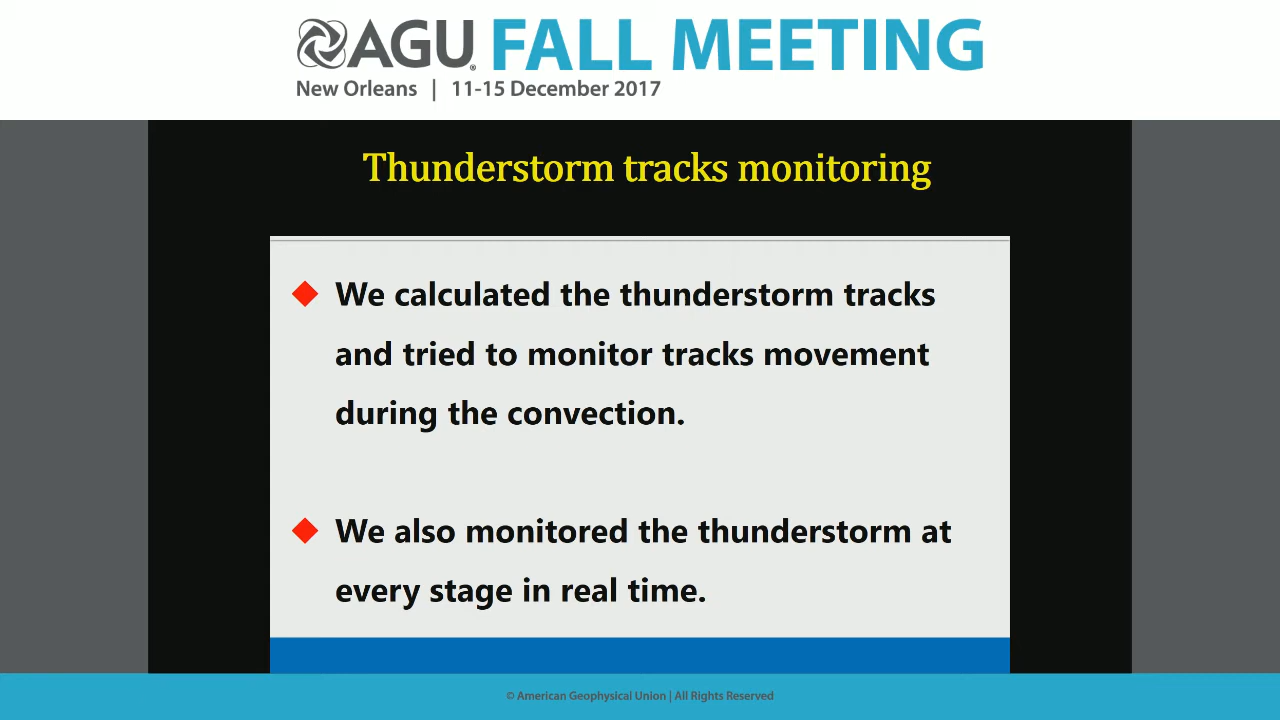 AGU FALL MEETING
New Orleans | 11-15 December 2017
Thunderstorm tracks monitoring
We calculated the thunderstorm tracks
and tried to monitor tracks movement
during the convection.
We also monitored the thunderstorm at
every stage in real time.
© American Geophysical Union | All Rights Reserved